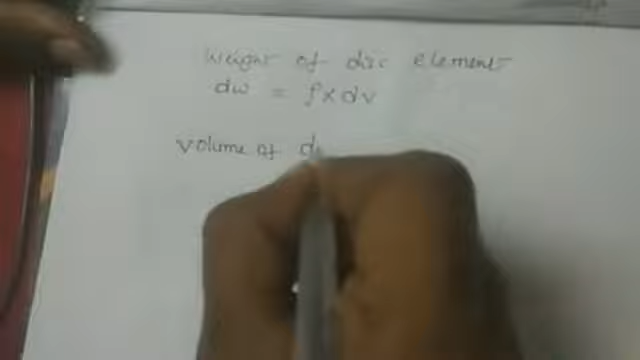 weight of disc element
dw = ρ x dv
volume of d